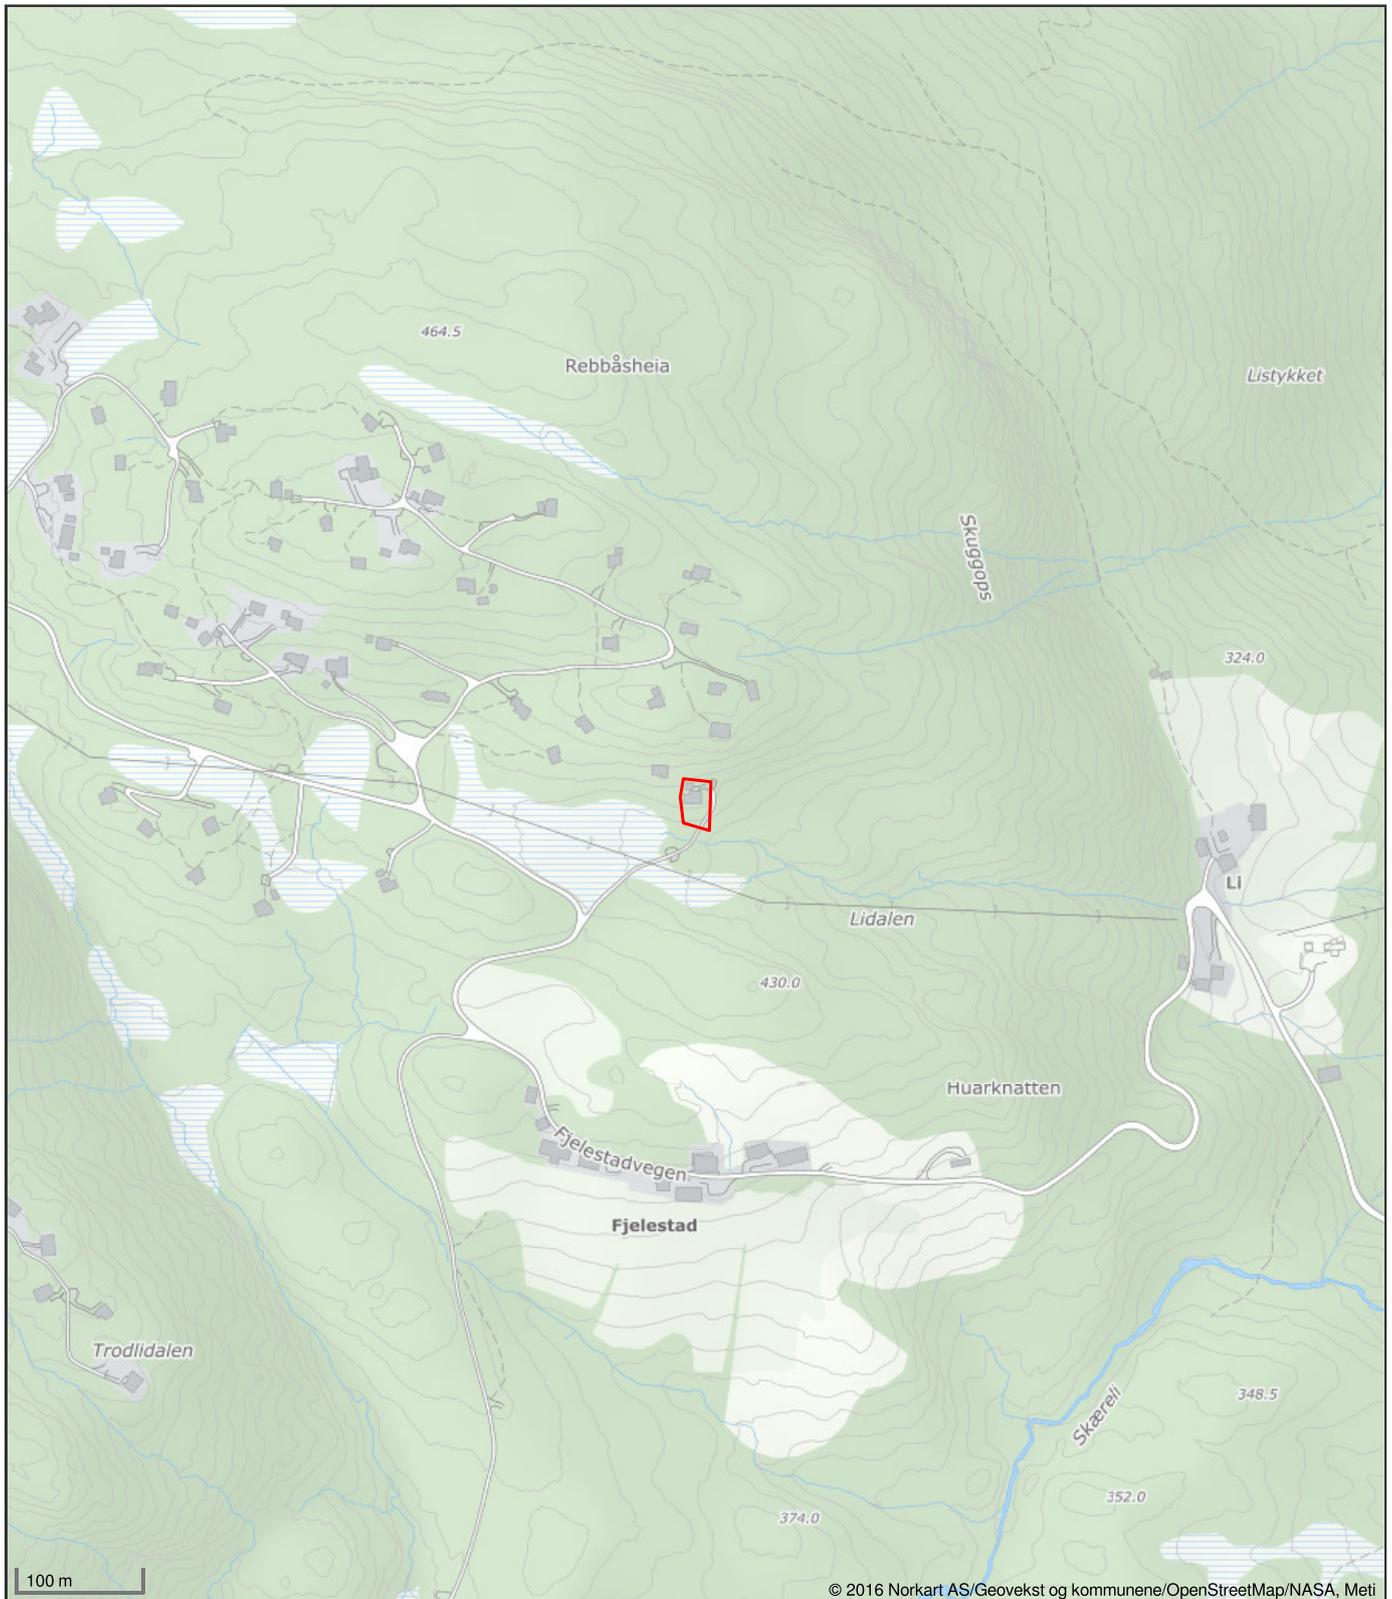 464.5
Rebbåsheia
Listykket
Skuggops
324.0
Li
Lidalen
430.0
Huarknatten
Fjelestadvegen
Fjelestad
Trodlidalen
348.5
Skæreli
352.0
374.0
100 m
© 2016 Norkart AS/Geovekst og kommunene/OpenStreetMap/NASA, Meti